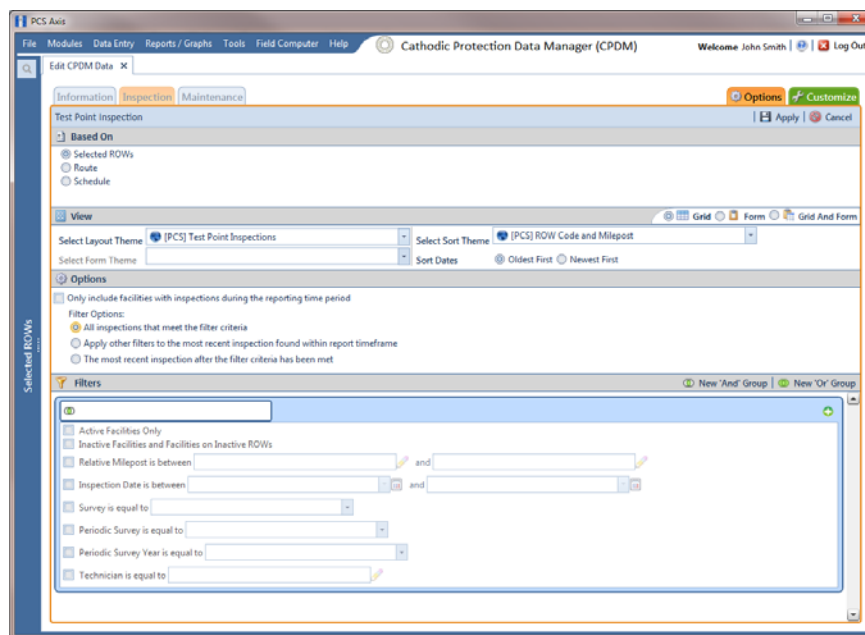 PCS Axis
File Modules Data Entry Reports / Graphs Tools Field Computer Help Cathodic Protection Data Manager (CPDM) Welcome John Smith Log Out
Edit CPDM Data
Information Inspection Maintenance Options Customize
Test Point Inspection Apply Cancel
Based On
Selected ROWs
Route
Schedule
View Grid Form Grid And Form
Select Layout Theme [PCS] Test Point Inspections Select Sort Theme [PCS] ROW Code and Milepost
Select Form Theme Sort Dates Oldest First Newest First
Options
Only include facilities with inspections during the reporting time period
Filter Options:
All inspections that meet the filter criteria
Apply other filters to the most recent inspection found within report timeframe
The most recent inspection after the filter criteria has been met
Selected ROWs
Filters New 'And' Group New 'Or' Group
Active Facilities Only
Inactive Facilities and Facilities on Inactive ROWs
Relative Milepost is between and
Inspection Date is between and
Survey is equal to
Periodic Survey is equal to
Periodic Survey Year is equal to
Technician is equal to